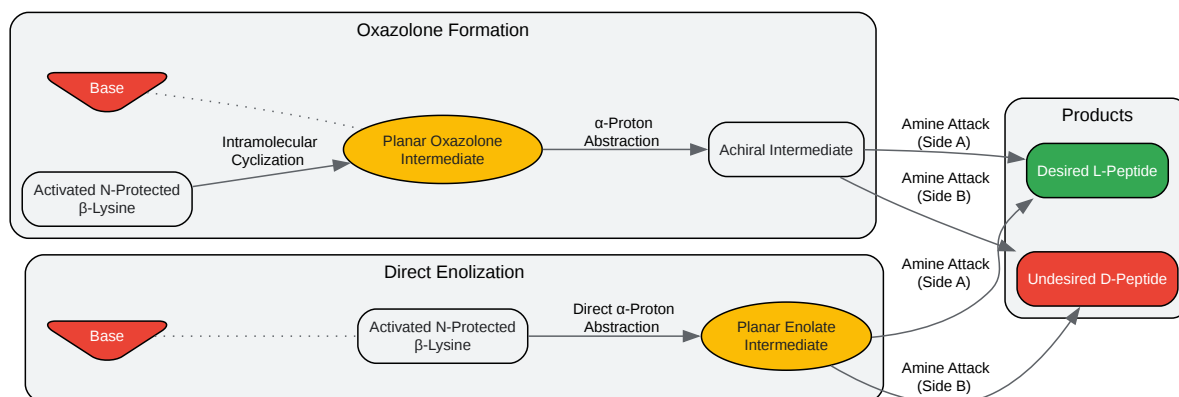 Oxazolone Formation
Base
Intramolecular
Cyclization
Activated N-Protected
β-Lysine
Planar Oxazolone
Intermediate
α-Proton
Abstraction
Achiral Intermediate
Amine Attack
(Side A)
Amine Attack
(Side B)
Products
Desired L-Peptide
Undesired D-Peptide
Direct Enolization
Base
Activated N-Protected
β-Lysine
Direct α-Proton
Abstraction
Planar Enolate
Intermediate
Amine Attack
(Side A)
Amine Attack
(Side B)